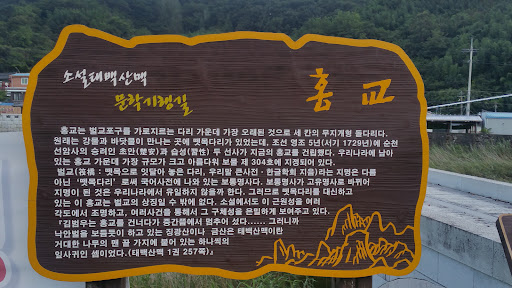 소설태백산맥
문학기행길
홍교
홍교는 벌교포구를 가로지르는 다리 가운데 가장 오래된 것으로 세 칸의 무지개형 돌다리다.
원래는 강물과 바닷물이 만나는 곳에 뗏목다리가 있었는데, 조선 영조 5년(서기 1729년)에 순천
선암사의 승려인 초안(楚安)과 습성(習性) 두 선사가 지금의 홍교를 건립했다. 우리나라에 남아
있는 홍교 가운데 가장 규모가 크고 아름다워 보물 제 304호에 지정되어 있다.
벌교(筏橋: 뗏목으로 잇달아 놓은 다리, 우리말 큰사전·한글학회 지음)라는 지명은 다름
아닌 '뗏목다리' 로써 국어사전에 나와 있는 보통명사다. 보통명사가 고유명사로 바뀌어
지명이 된 것은 우리나라에서 유일하지 않을까 한다. 그러므로 뗏목다리를 대신하고
있는 이 홍교는 벌교의 상징일 수 밖에 없다. 소설에서도 이 근원성을 여러
각도에서 조명하고, 여러사건을 통해서 그 구체성을 은밀하게 보여주고 있다.
『김범우는 홍교를 건너다가 중간쯤에서 멈추어 섰다...... 그러니까
낙안벌을 보듬듯이 하고 있는 징광산이나 금산은 태백산맥이란
거대한 나무의 맨 끝 가지에 붙어 있는 하나씩의
잎사귀인 셈이었다.(태백산맥 1권 257쪽)』